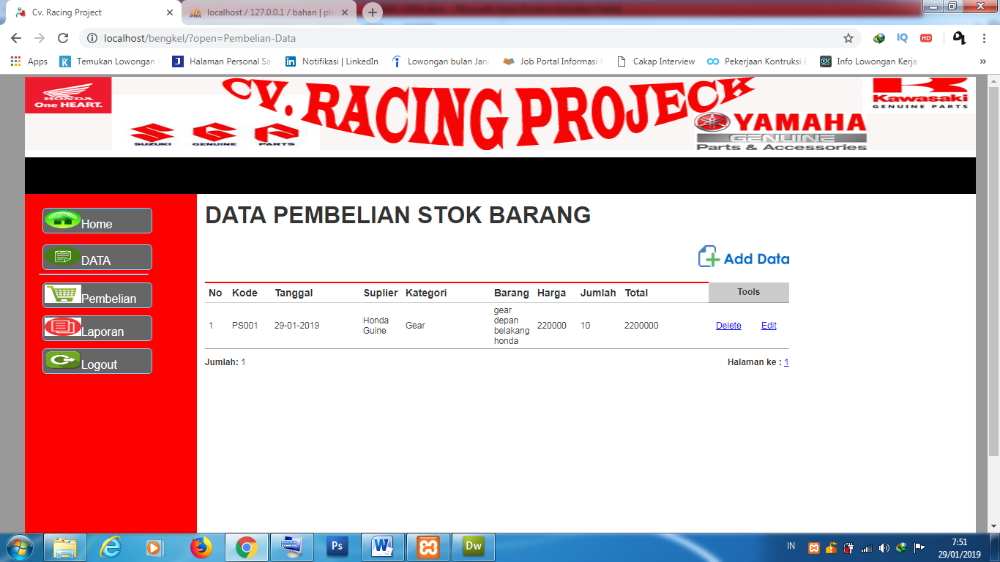 Cv. Racing Project
localhost / 127.0.0.1 / bahan | ph
localhost/bengkel/?open=Pembelian-Data
IQ HD
Apps Temukan Lowongan Halaman Personal Sa Notifikasi | LinkedIn Lowongan bulan Janu Job Portal Informasi Cakap Interview Pekerjaan Kontruksi Info Lowongan Kerja »
HONDA
One HEART.
SUZUKI GENUINE PARTS
CV. RACING PROJECK
YAMAHA
GENUINE
Parts & Accessories
Kawasaki
GENUINE PARTS
Home
DATA
Pembelian
Laporan
Logout
DATA PEMBELIAN STOK BARANG
Add Data
No Kode Tanggal Suplier Kategori Barang Harga Jumlah Total Tools
1 PS001 29-01-2019 Honda Guine Gear gear depan belakang honda 220000 10 2200000 Delete Edit
Jumlah: 1 Halaman ke : 1
Ps W Dw IN 7:51
29/01/2019